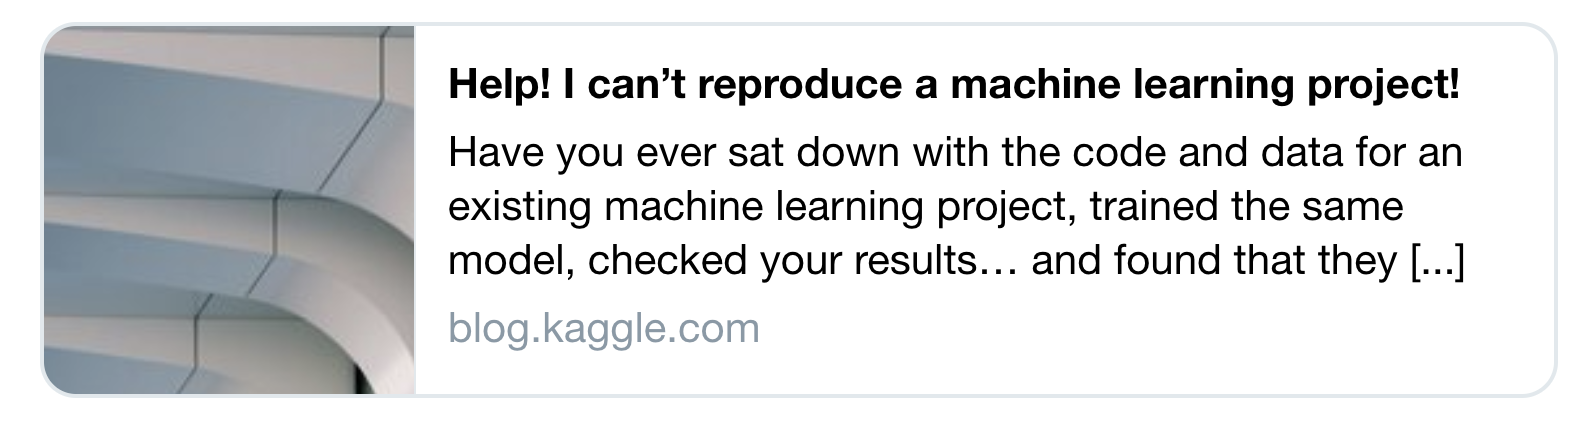 Help! I can’t reproduce a machine learning project!
Have you ever sat down with the code and data for an
existing machine learning project, trained the same
model, checked your results… and found that they [...]
blog.kaggle.com